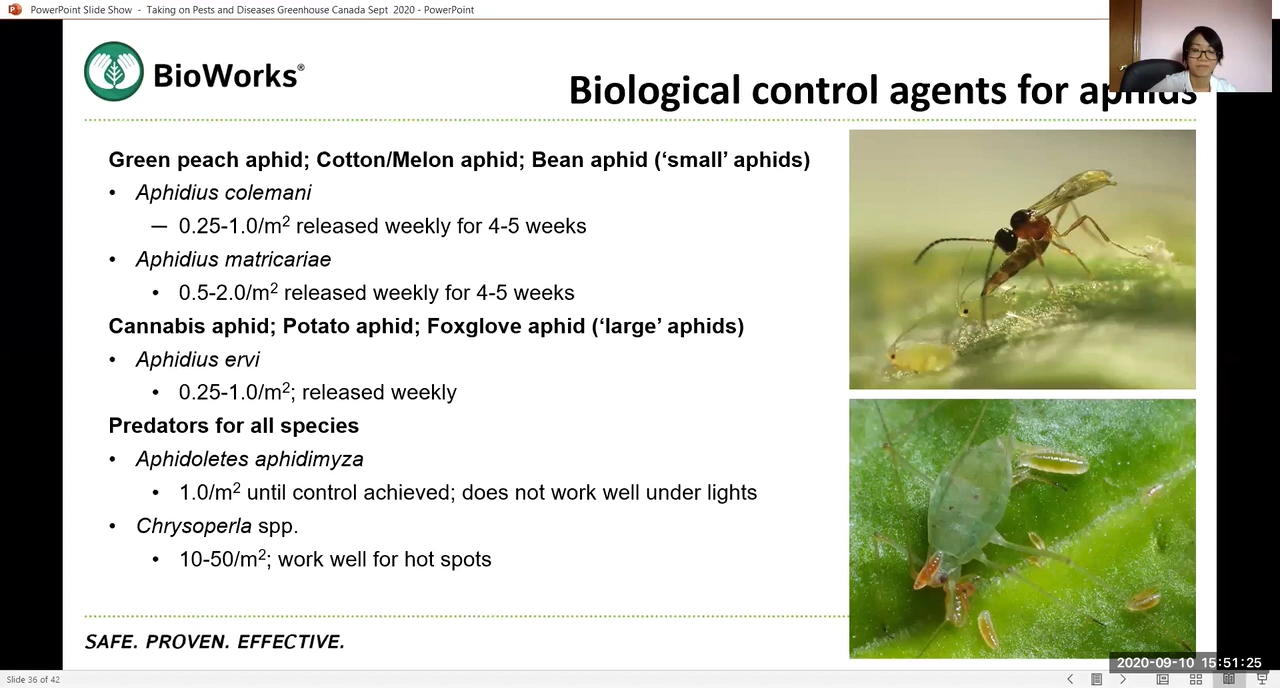 PowerPoint Slide Show - Taking on Pests and Diseases Greenhouse Canada Sept 2020 - PowerPoint
BioWorks®
Biological control agents for aphids
Green peach aphid; Cotton/Melon aphid; Bean aphid (‘small’ aphids)
• Aphidius colemani
— 0.25-1.0/m² released weekly for 4-5 weeks
• Aphidius matricariae
• 0.5-2.0/m² released weekly for 4-5 weeks
Cannabis aphid; Potato aphid; Foxglove aphid (‘large’ aphids)
• Aphidius ervi
• 0.25-1.0/m²; released weekly
Predators for all species
• Aphidoletes aphidimyza
• 1.0/m² until control achieved; does not work well under lights
• Chrysoperla spp.
• 10-50/m²; work well for hot spots
SAFE. PROVEN. EFFECTIVE.
2020-09-10 15:51:25
Slide 36 of 42